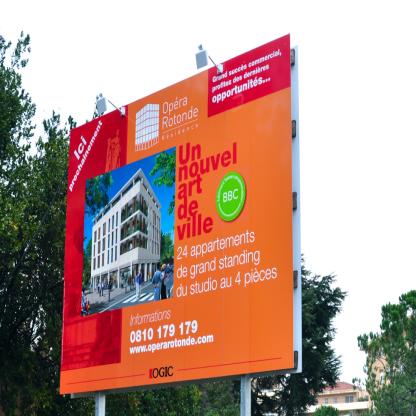 Grand succès commercial,
profitez des dernières
opportunités...
Ici
prochainement
Opéra
Rotonde
Résidence
Un
nouvel
art
de
ville
BBC
24 appartements
de grand standing
du studio au 4 pièces
Informations
0810 179 179
www.operarotonde.com
OGIC